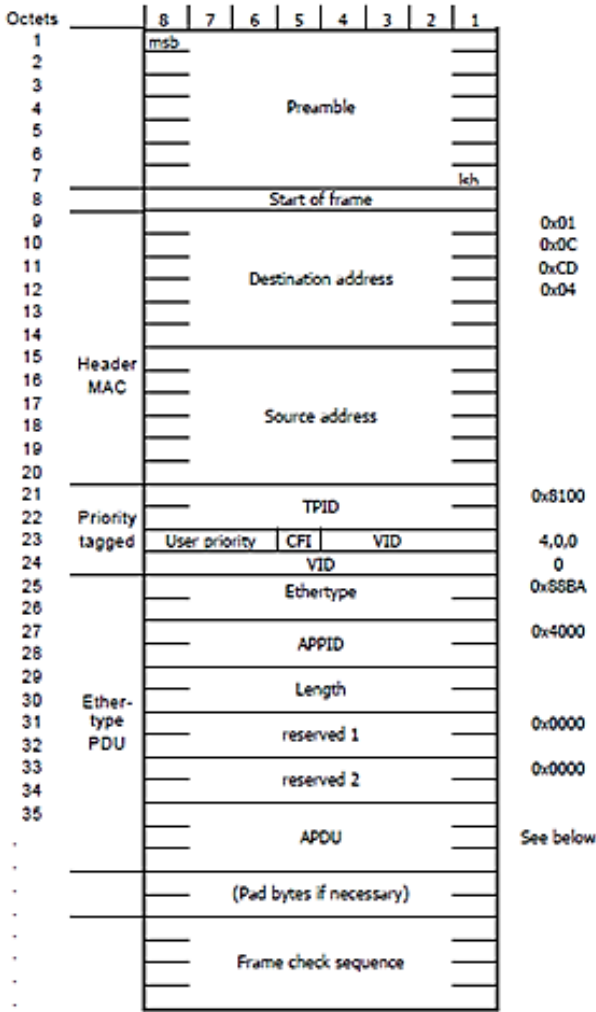 Octets 8 7 6 5 4 3 2 1
1 msb
2
3
4 Preamble
5
6
7
8 Start of frame
9 0x01
10 0x0C
11 Destination address 0xCD
12 0x04
13
14
15 Header
16 MAC
17 Source address
18
19
20
21 TPID 0x8100
22 Priority
23 tagged User priority CFI VID 4,0,0
24 VID 0
25 Ethertype 0x88BA
26
27 APPID 0x4000
28
29 Length
30 Ether-
31 type reserved 1 0x0000
32 PDU
33 reserved 2 0x0000
34
35
APDU See below
(Pad bytes if necessary)
Frame check sequence